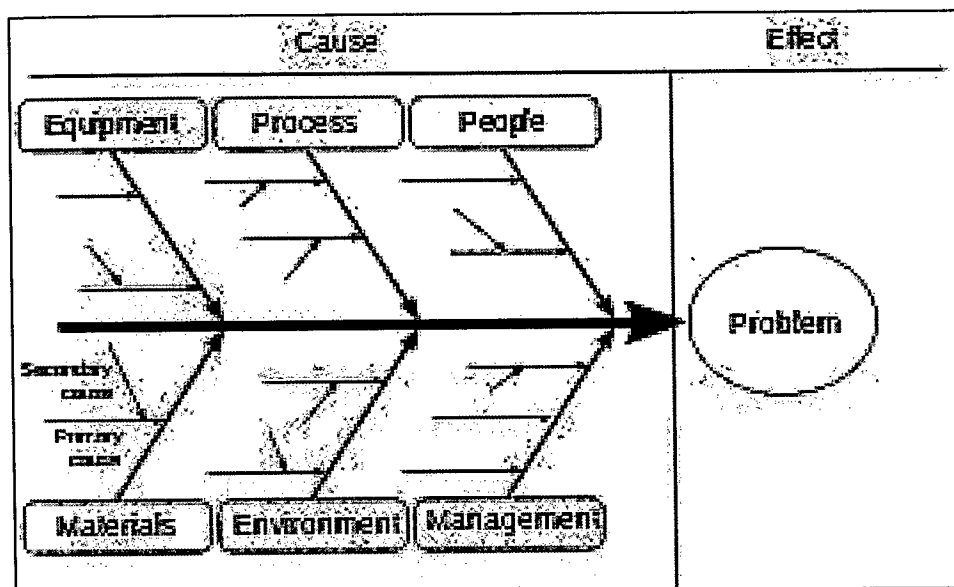 Cause
Effect
Equipment
Process
People
Problem
Secondary
cause
Primary
cause
Materials
Environment
Management